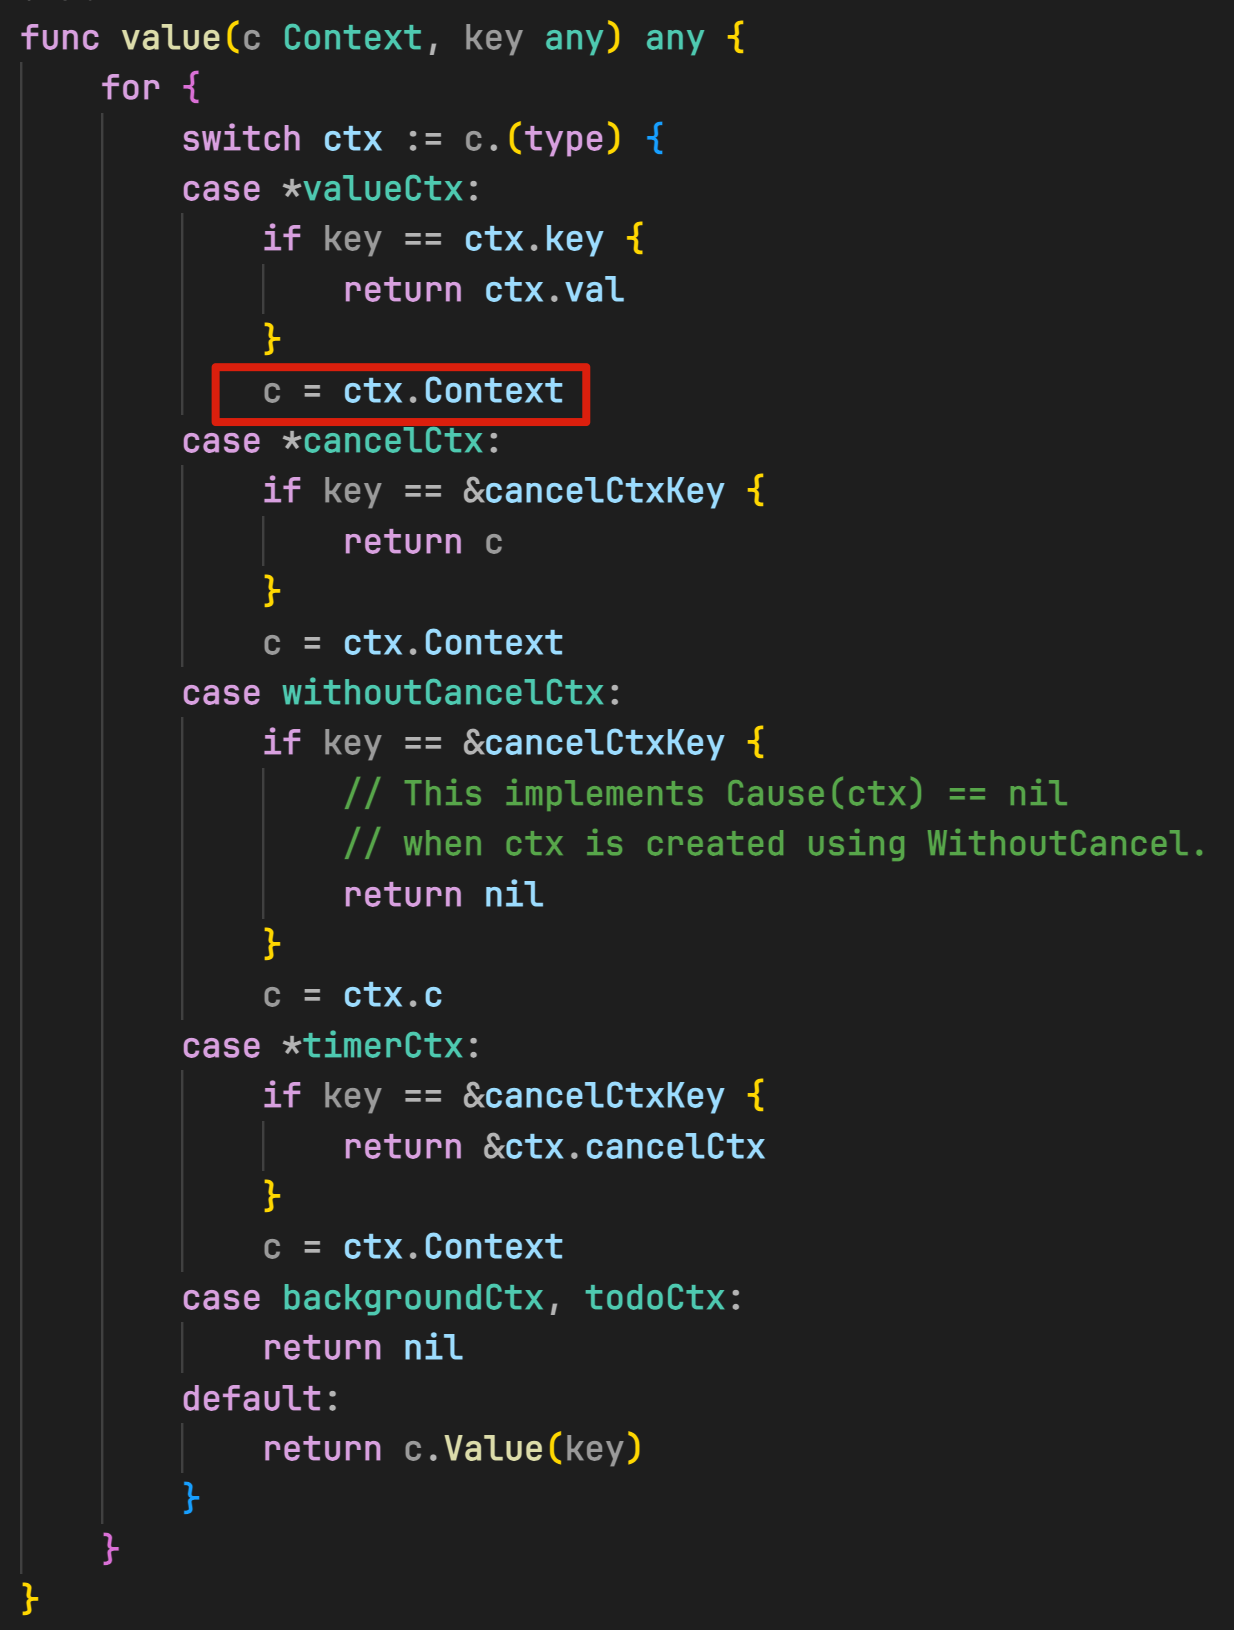 func value(c Context, key any) any {
    for {
        switch ctx := c.(type) {
        case *valueCtx:
            if key == ctx.key {
                return ctx.val
            }
            c = ctx.Context
        case *cancelCtx:
            if key == &cancelCtxKey {
                return c
            }
            c = ctx.Context
        case withoutCancelCtx:
            if key == &cancelCtxKey {
                // This implements Cause(ctx) == nil
                // when ctx is created using WithoutCancel.
                return nil
            }
            c = ctx.c
        case *timerCtx:
            if key == &cancelCtxKey {
                return &ctx.cancelCtx
            }
            c = ctx.Context
        case backgroundCtx, todoCtx:
            return nil
        default:
            return c.Value(key)
        }
    }
}